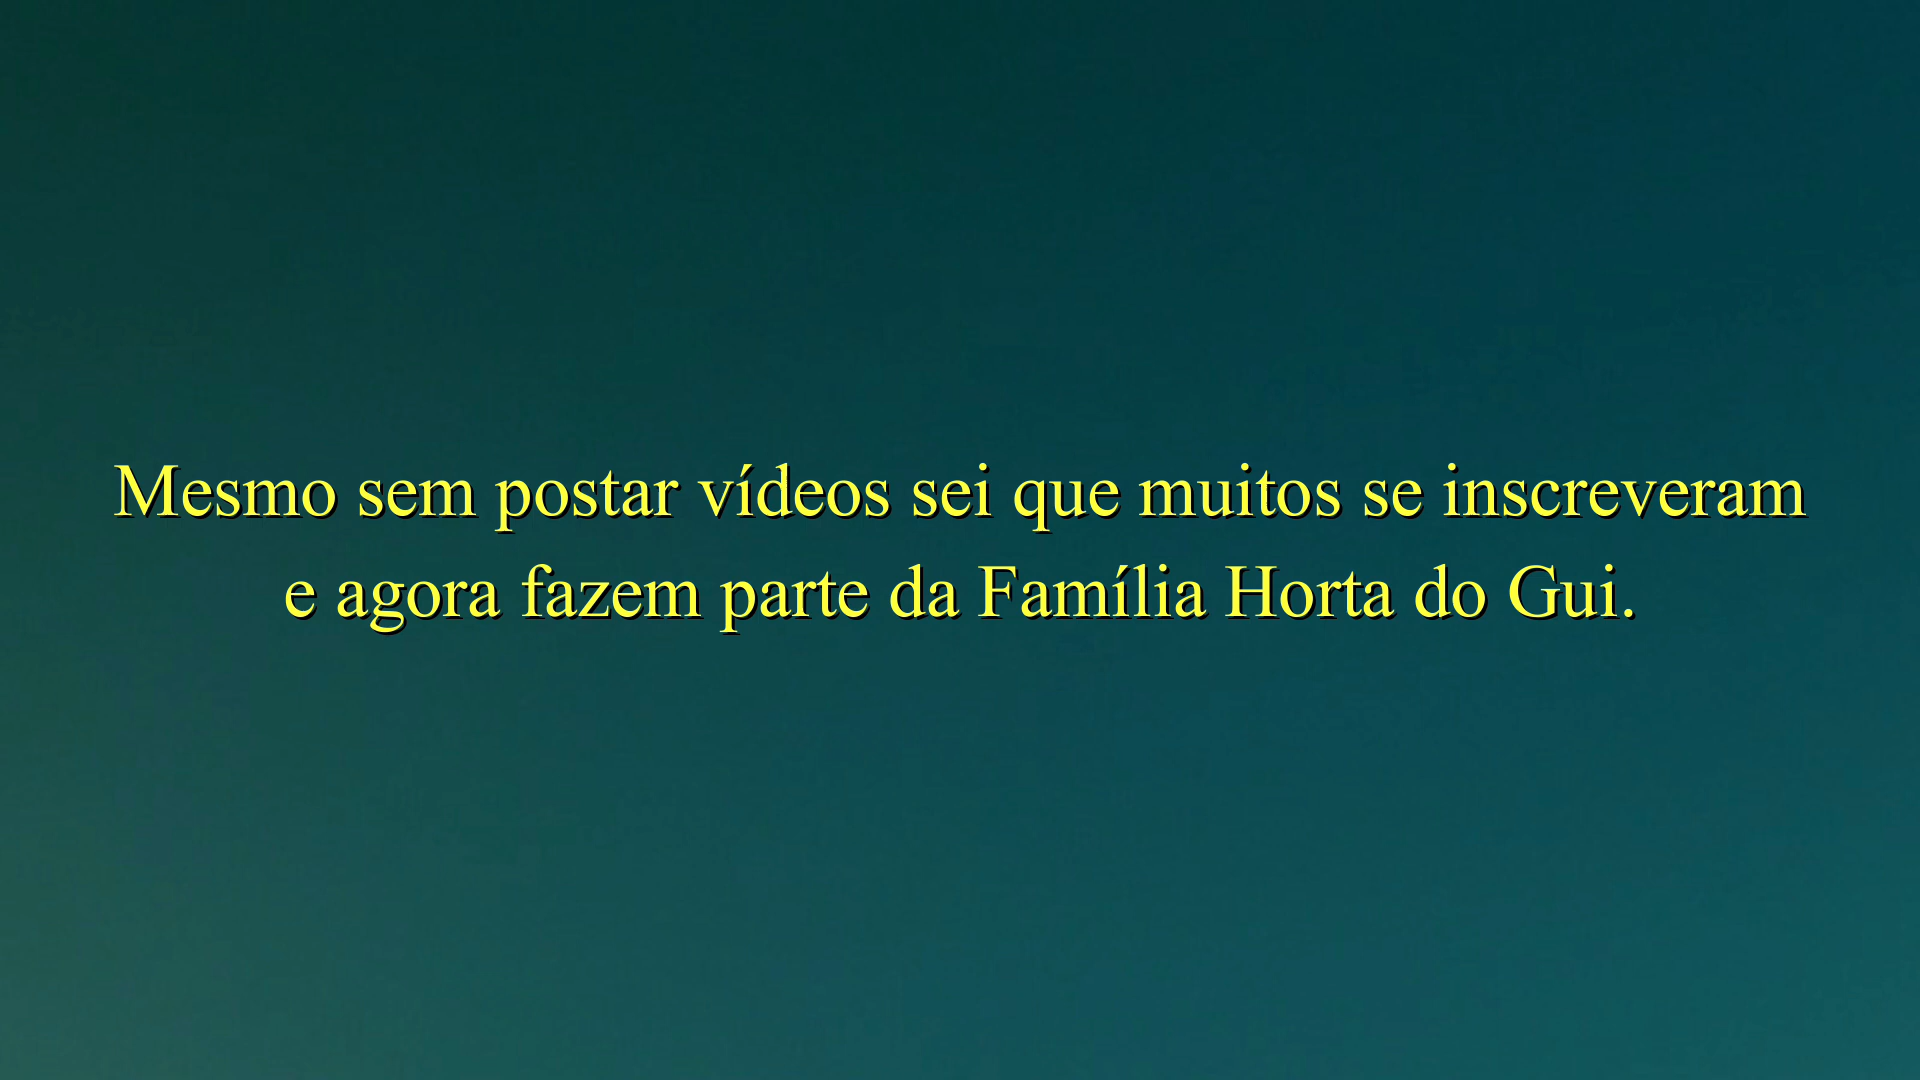 Mesmo sem postar vídeos sei que muitos se inscreveram
e agora fazem parte da Família Horta do Gui.